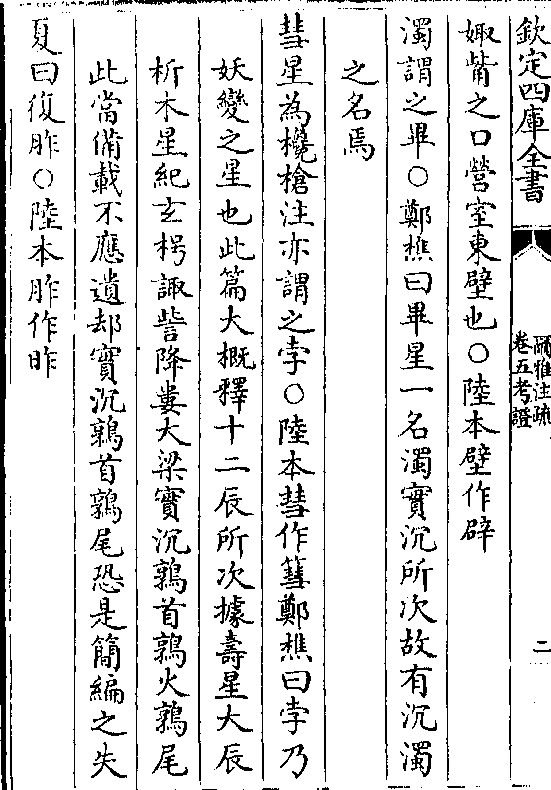 欽定四庫全書
爾雅注疏
卷五考證
二
娵觜之口營室東壁也○陸本壁作辟
濁謂之畢○鄭樵曰畢星一名濁實沉所次故有沉濁
之名焉
彗星為欃槍注亦謂之孛○陸本彗作篲鄭樵曰孛乃
妖變之星也此篇大概釋十二辰所次據壽星大辰
析木星紀玄枵諏訾降婁大梁實沉鶉首鶉火鶉尾
此當備載不應遺却實沉鶉首鶉尾恐是簡編之失
夏曰復胙○陸本胙作昨